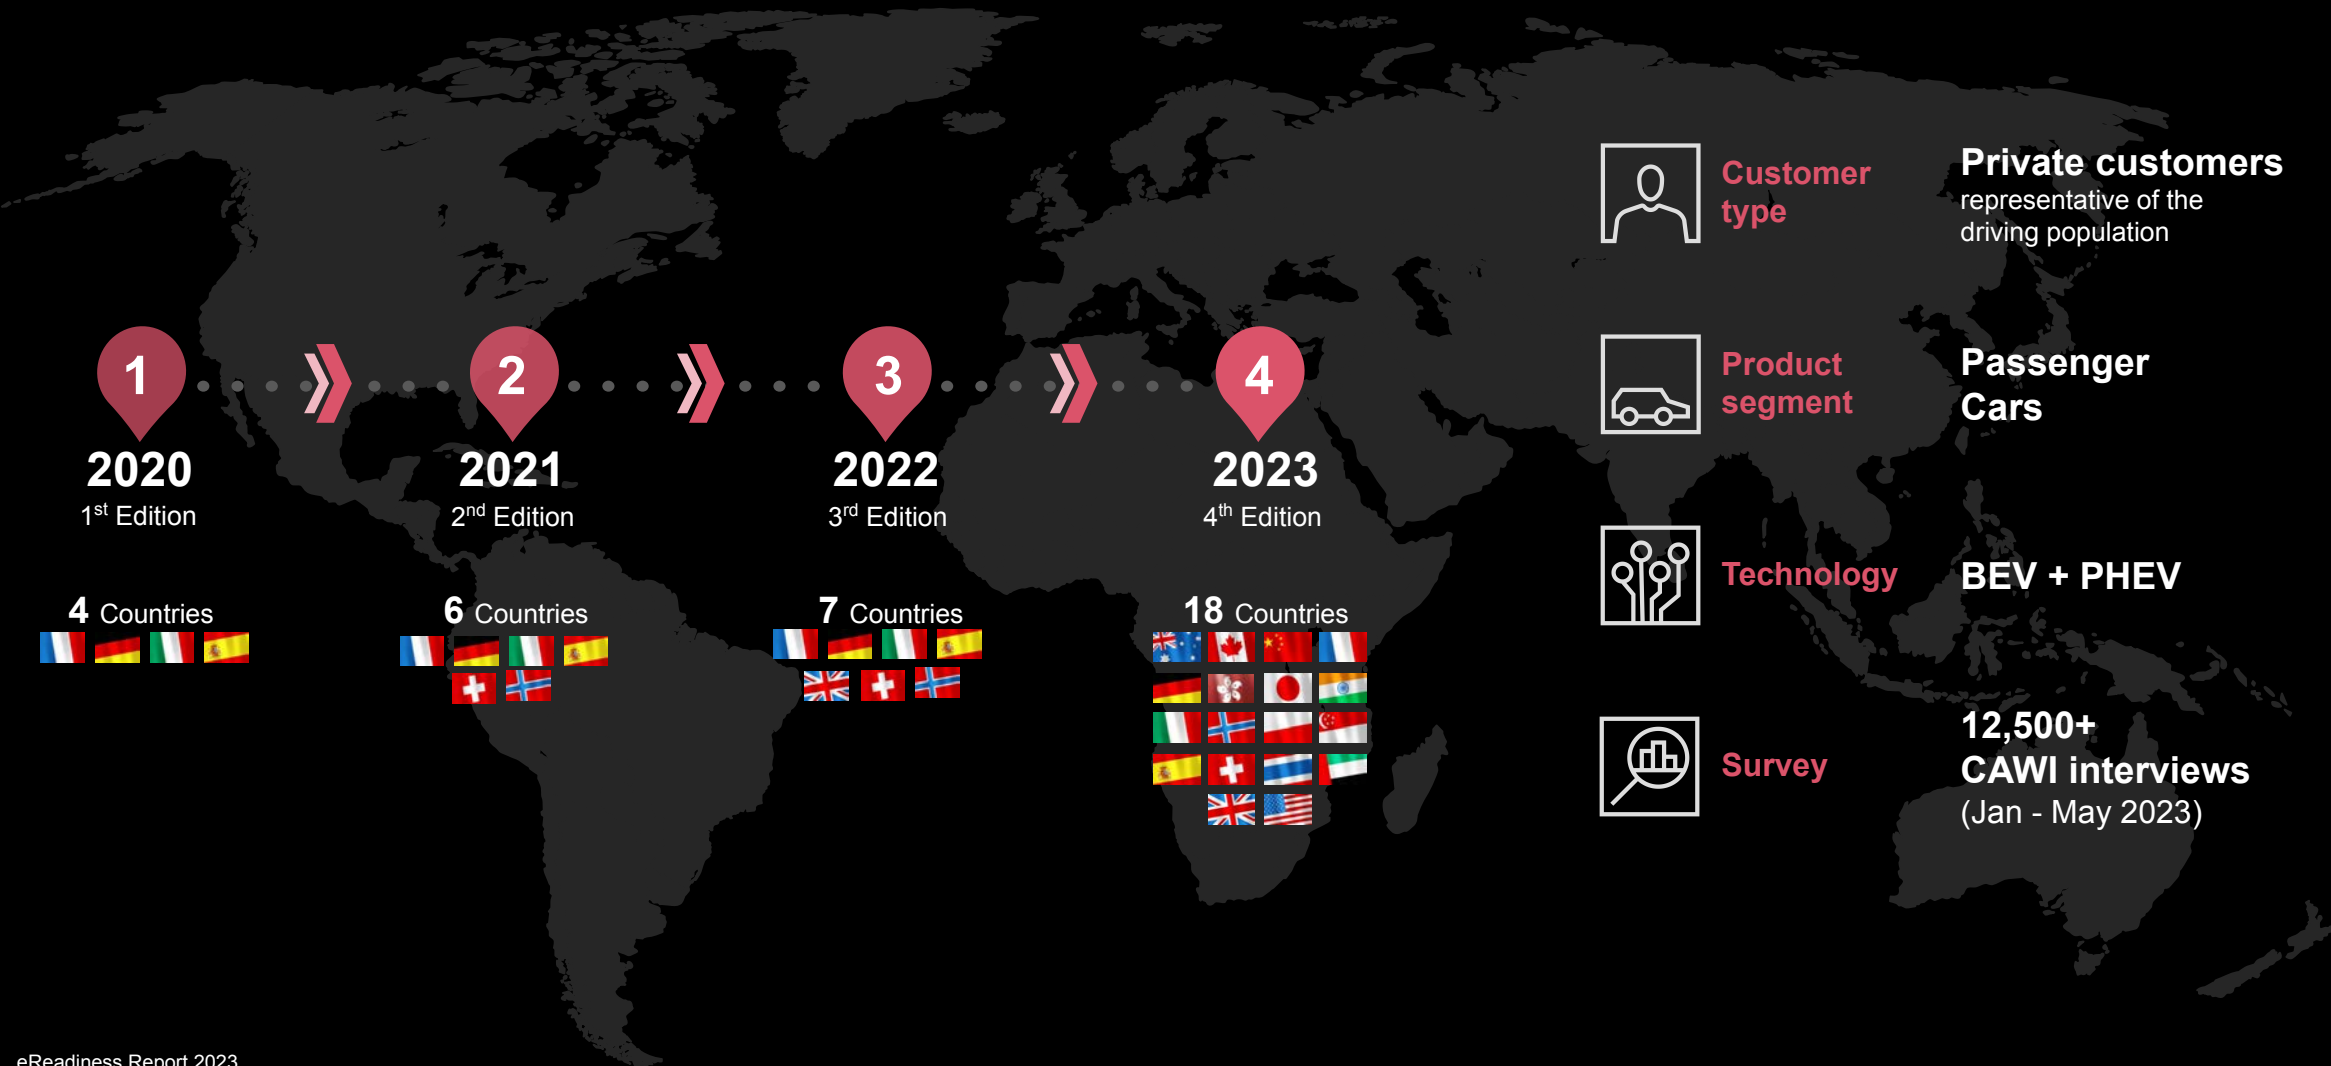 1
2
3
4
2020
1st Edition
2021
2nd Edition
2022
3rd Edition
2023
4th Edition
4 Countries
6 Countries
7 Countries
18 Countries
Customer
type
Private customers
representative of the
driving population
Product
segment
Passenger
Cars
Technology
BEV + PHEV
Survey
12,500+
CAWI interviews
(Jan - May 2023)
eReadiness Report 2023